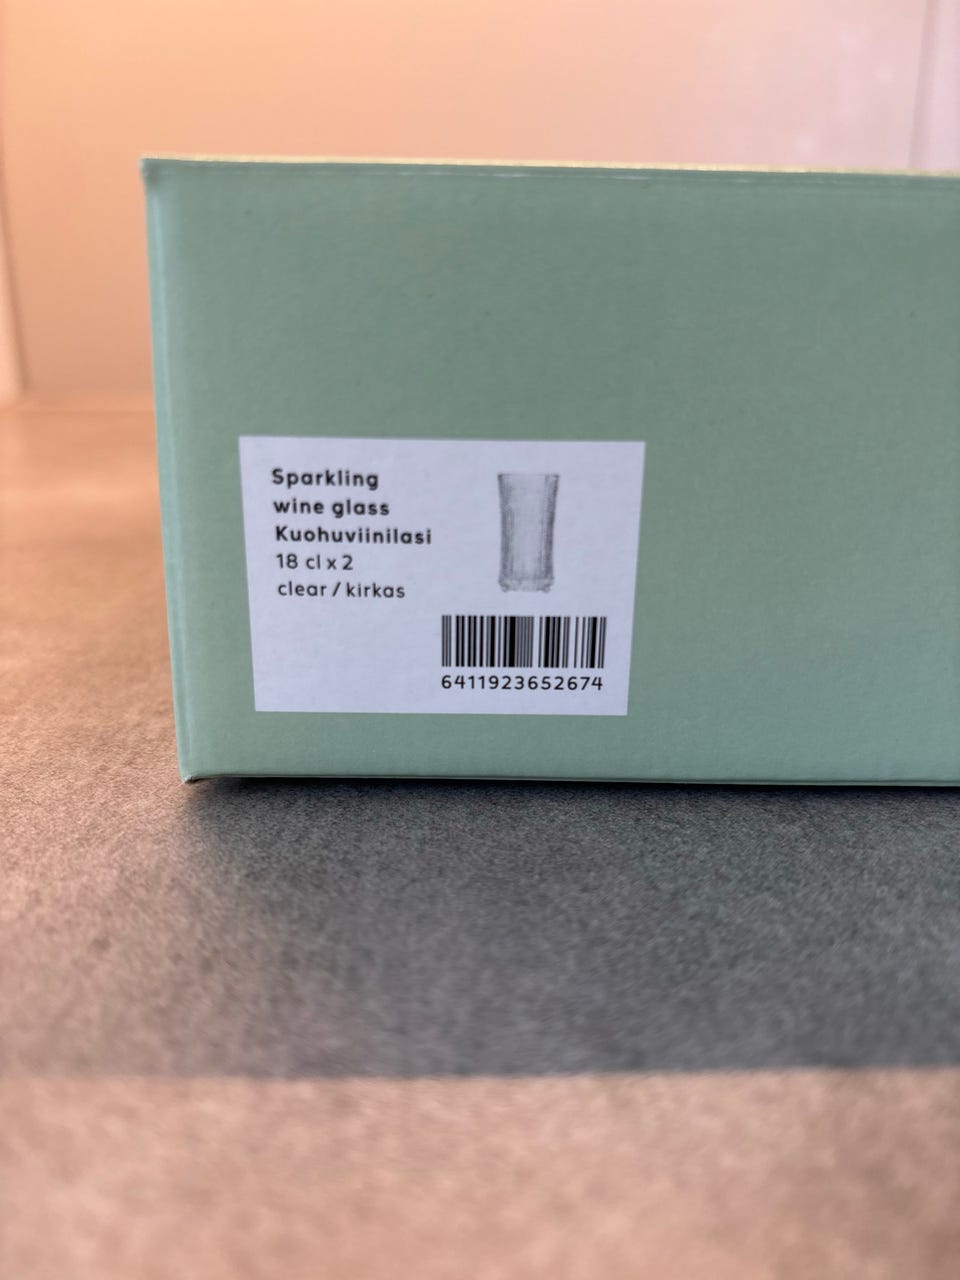 Sparkling
wine glass
Kuohuviinilasi
18 cl x 2
clear / kirkas
6411923652674